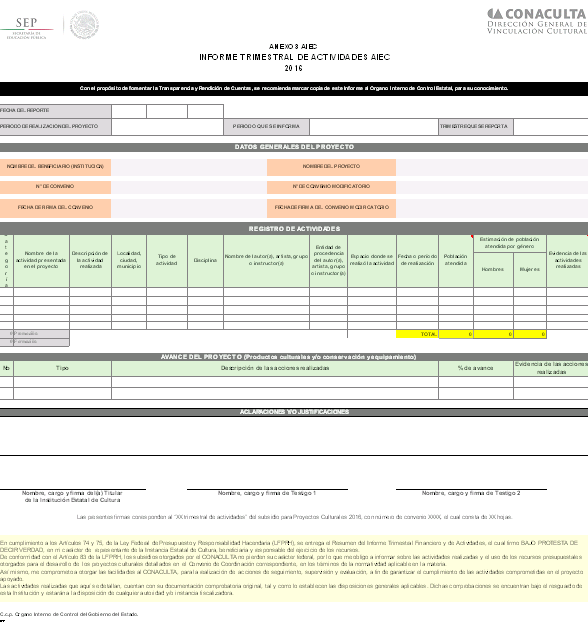 SEP
SECRETARÍA DE
EDUCACIÓN PÚBLICA
CONACULTA
DIRECCIÓN GENERAL DE
VINCULACIÓN CULTURAL
ANEXO 3 AIEC
INFORME TRIMESTRAL DE ACTIVIDADES AIEC
2016
Con el propósito de fomentar la Transparencia y Rendición de Cuentas, se recomienda marcar copia de este Informe al Órgano Interno de Control Estatal, para su conocimiento.
FECHA DEL REPORTE
PERIODO DE REALIZACION DEL PROYECTO PERIODO QUE SE INFORMA TRIMESTRE QUE SE REPORTA
DATOS GENERALES DEL PROYECTO
NOMBRE DEL BENEFICIARIO (INSTITUCIÓN) NOMBRE DEL PROYECTO
N° DE CONVENIO N° DE CONVENIO MODIFICATORIO
FECHA DE FIRMA DEL CONVENIO FECHA DE FIRMA DEL CONVENIO MODIFICATORIO
REGISTRO DE ACTIVIDADES
Nombre de la actividad presentada en el proyecto Descripción de la actividad realizada Localidad, ciudad, municipio Tipo de actividad Disciplina Nombre del autor(a), artista, grupo o instructor(a) Entidad de procedencia del autor(a), artista, grupo o instructor(a) Espacio donde se realizó la actividad Fecha o periodo de realización Población atendida Estimación de población atendida por género Evidencia de las actividades realizadas
Hombres Mujeres
TOTAL 0 0 0
AVANCE DEL PROYECTO (Productos culturales y/o conservación y equipamiento)
No. Tipo Descripción de las acciones realizadas % de avance Evidencia de las acciones realizadas
ACLARACIONES Y/O JUSTIFICACIONES
Nombre, cargo y firma del(a) Titular Nombre, cargo y firma de Testigo 1 Nombre, cargo y firma de Testigo 2
de la Institución Estatal de Cultura
Las presentes firmas corresponden al "XX trimestral de actividades" del subsidio para Proyectos Culturales 2016, con numero de convenio XXXX, el cual consta de XX hojas.
En cumplimiento a los Artículos 74 y 75, de la Ley Federal de Presupuesto y Responsabilidad Hacendaria (LFPRH), se entrega el Resumen del Informe Trimestral Financiero y de Actividades, el cual firmo BAJO PROTESTA DE
DECIR VERDAD, en mi carácter de representante de la Instancia Estatal de Cultura, beneficiaria y responsable del ejercicio de los recursos.
De conformidad con el Artículo 83 de la LFPRH, los subsidios otorgados por el CONACULTA no pierden su carácter federal, por lo que me obligo a informar sobre las actividades realizadas y el uso de los recursos presupuestales
otorgados para el desarrollo de los proyectos culturales detallados en el Convenio de Coordinación correspondiente, en los términos de la normatividad aplicable en la materia.
Asi mismo, me comprometo a otorgar las facilidades al CONACULTA, para la realización de acciones de seguimiento, supervisión y evaluación, a fin de garantizar el cumplimiento de las actividades comprometidas en el proyecto
apoyado.
Las actividades realizadas que aquí se detallan, cuentan con su documentación comprobatoria original, tal y como lo establecen las disposiciones generales aplicables. Dichas comprobaciones se encuentran bajo el resguardo de
esta Institución y estarán a la disposición de cualquier autoridad y/o instancia fiscalizadora.
C.c.p. Órgano Interno de Control del Gobierno del Estado.